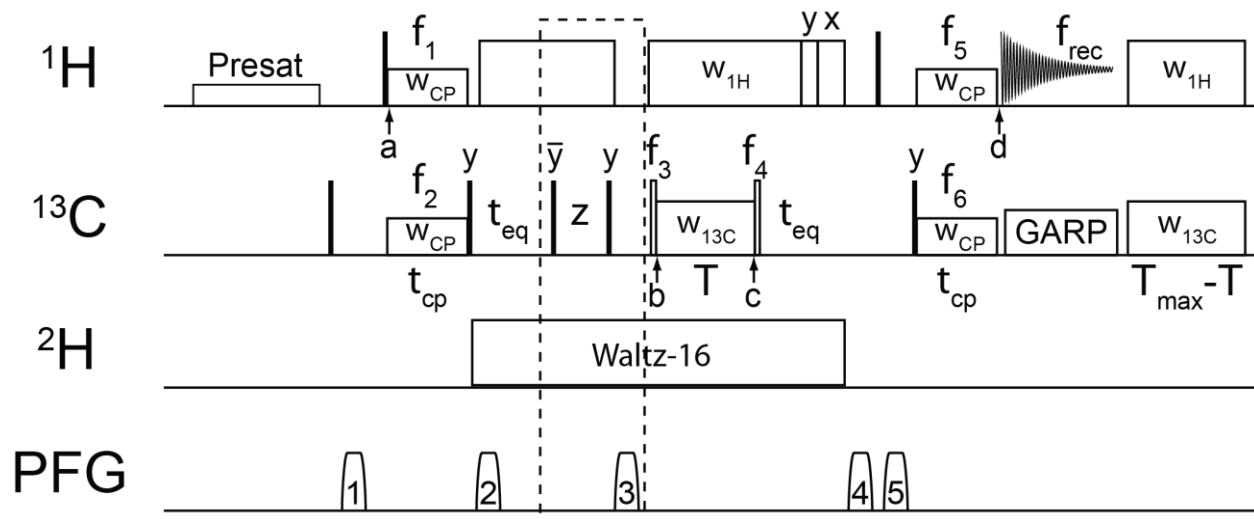 y x
f₁ f₅ f_rec
¹H Presat w_CP w_1H w_CP w_1H
a d
y ȳ y f₃ f₄ y
f₂ f₆
¹³C w_CP t_eq z w_13C t_eq w_CP GARP w_13C
t_cp b T c t_cp T_max-T
²H Waltz-16
PFG 1 2 3 4 5